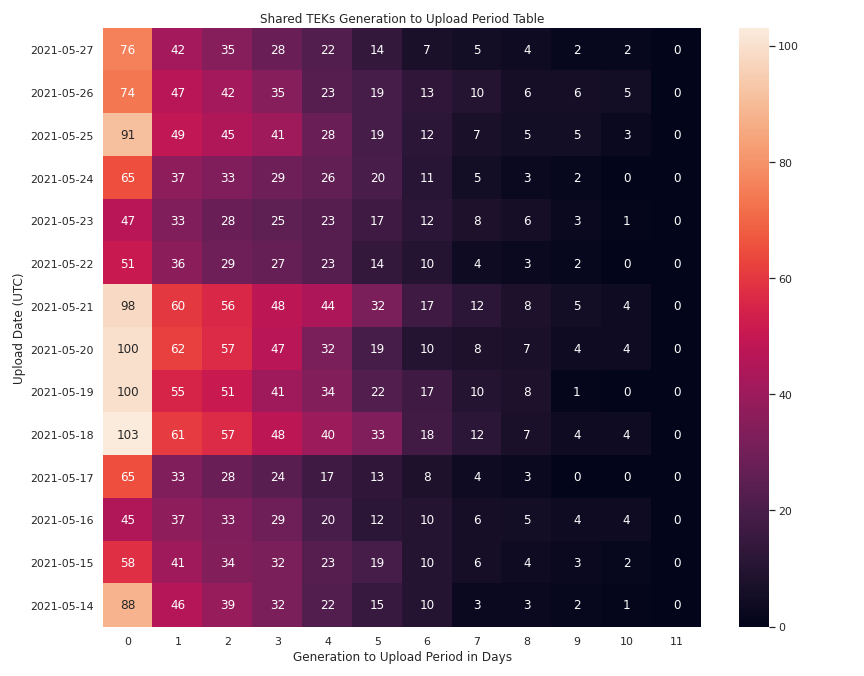 Shared TEKs Generation to Upload Period Table
Upload Date (UTC)
2021-05-27 76 42 35 28 22 14 7 5 4 2 2 0
2021-05-26 74 47 42 35 23 19 13 10 6 6 5 0
2021-05-25 91 49 45 41 28 19 12 7 5 5 3 0
2021-05-24 65 37 33 29 26 20 11 5 3 2 0 0
2021-05-23 47 33 28 25 23 17 12 8 6 3 1 0
2021-05-22 51 36 29 27 23 14 10 4 3 2 0 0
2021-05-21 98 60 56 48 44 32 17 12 8 5 4 0
2021-05-20 100 62 57 47 32 19 10 8 7 4 4 0
2021-05-19 100 55 51 41 34 22 17 10 8 1 0 0
2021-05-18 103 61 57 48 40 33 18 12 7 4 4 0
2021-05-17 65 33 28 24 17 13 8 4 3 0 0 0
2021-05-16 45 37 33 29 20 12 10 6 5 4 4 0
2021-05-15 58 41 34 32 23 19 10 6 4 3 2 0
2021-05-14 88 46 39 32 22 15 10 3 3 2 1 0
0 1 2 3 4 5 6 7 8 9 10 11
Generation to Upload Period in Days
100
80
60
40
20
0